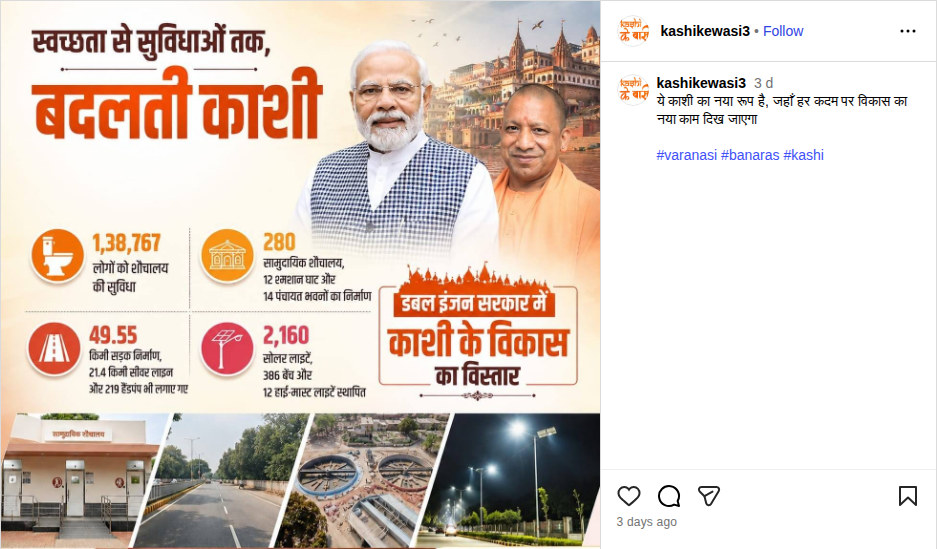 स्वच्छता से सुविधाओं तक,
बदलती काशी
1,38,767
लोगों को शौचालय
की सुविधा
280
सामुदायिक शौचालय,
12 श्मशान घाट और
14 पंचायत भवनों का निर्माण
49.55
किमी सड़क निर्माण,
21.4 किमी सीवर लाइन
और 219 हैंडपंप भी लगाए गए
2,160
सोलर लाइटें,
386 बेंच और
12 हाई-मास्ट लाइटें स्थापित
डबल इंजन सरकार में
काशी के विकास
का विस्तार
सामुदायिक शौचालय
kashi
के बासी
kashikewasi3 • Follow
kashi
के बासी
kashikewasi3 3 d
ये काशी का नया रूप है, जहाँ हर कदम पर विकास का
नया काम दिख जाएगा
#varanasi #banaras #kashi
3 days ago